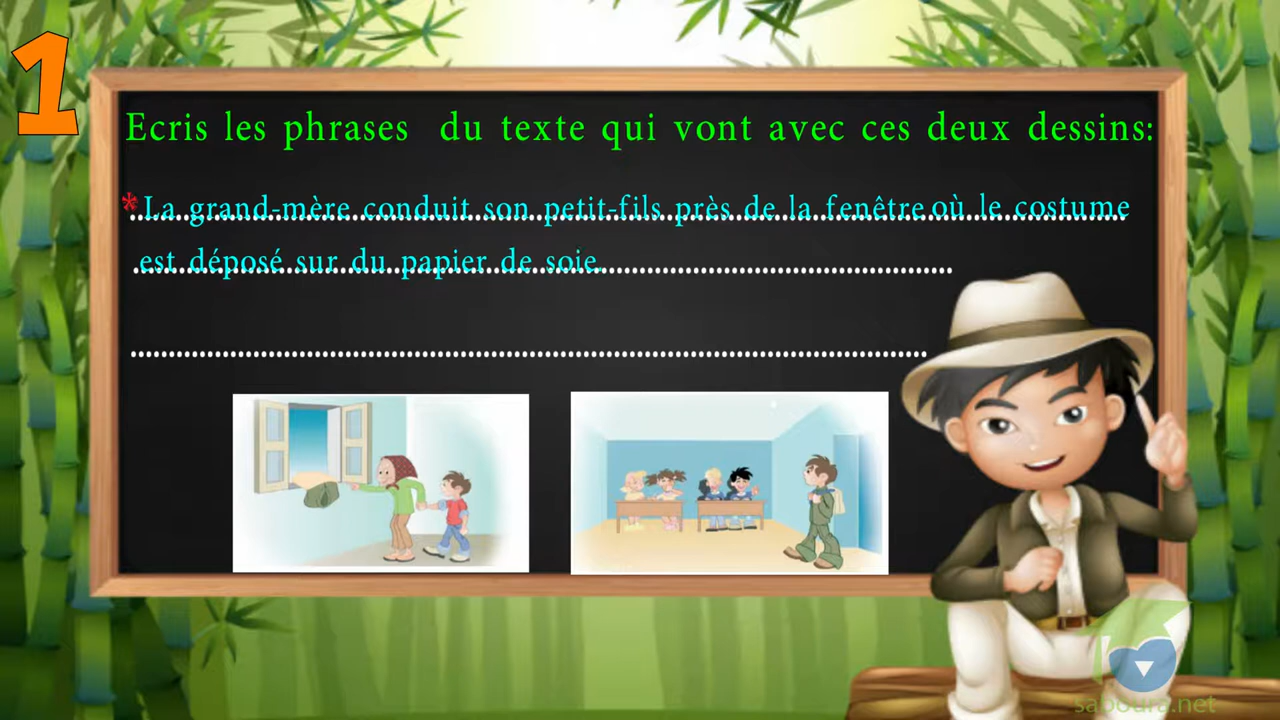 1
Ecris les phrases du texte qui vont avec ces deux dessins:
*La grand-mère conduit son petit-fils près de la fenêtre où le costume
est déposé sur du papier de soie.
saboura.net